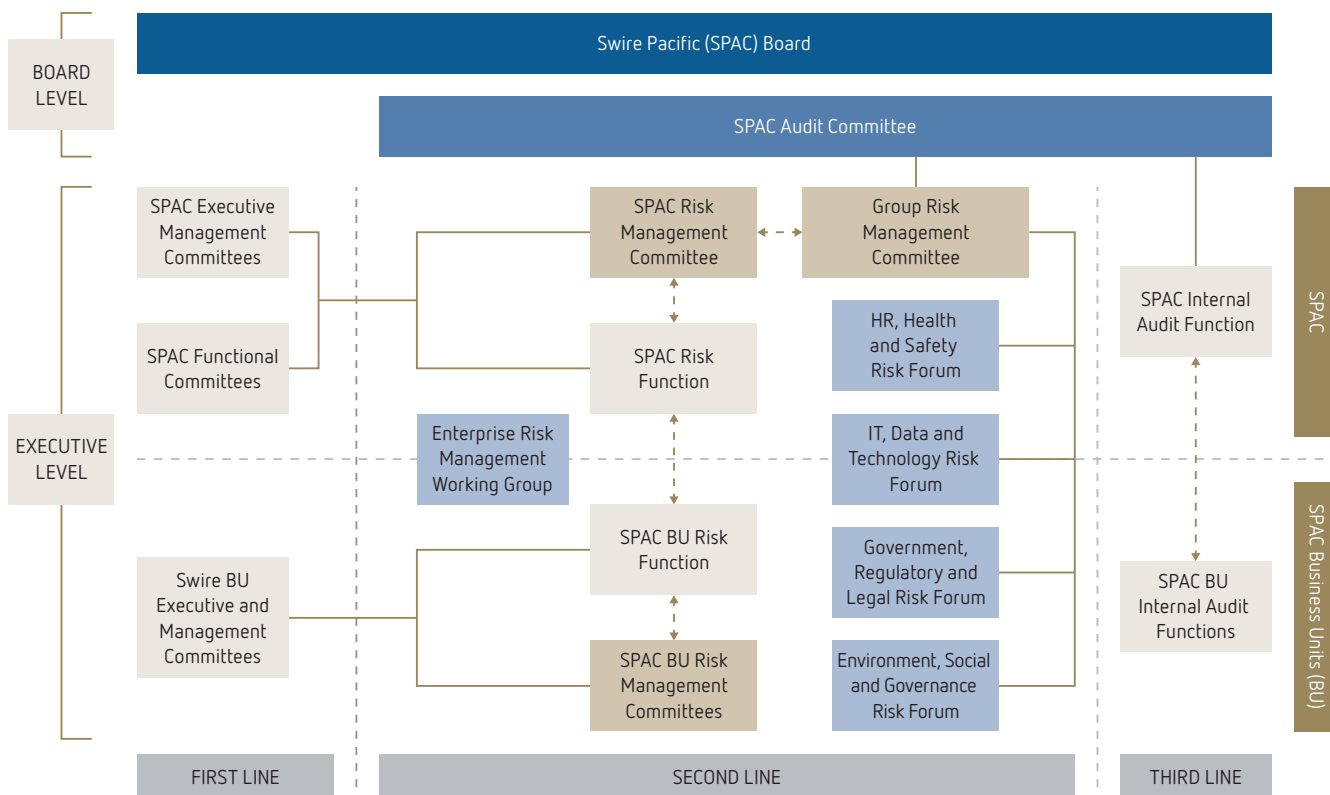 Swire Pacific (SPAC) Board
BOARD
LEVEL
SPAC Audit Committee
SPAC Executive
Management
Committees
SPAC Risk
Management
Committee
Group Risk
Management
Committee
SPAC
SPAC Internal
Audit Function
HR, Health
and Safety
Risk Forum
SPAC Functional
Committees
SPAC Risk
Function
EXECUTIVE
LEVEL
Enterprise Risk
Management
Working Group
IT, Data and
Technology Risk
Forum
SPAC BU Risk
Function
Government,
Regulatory and
Legal Risk Forum
SPAC Business Units (BU)
Swire BU
Executive and
Management
Committees
SPAC BU
Internal Audit
Functions
SPAC BU Risk
Management
Committees
Environment, Social
and Governance
Risk Forum
FIRST LINE
SECOND LINE
THIRD LINE